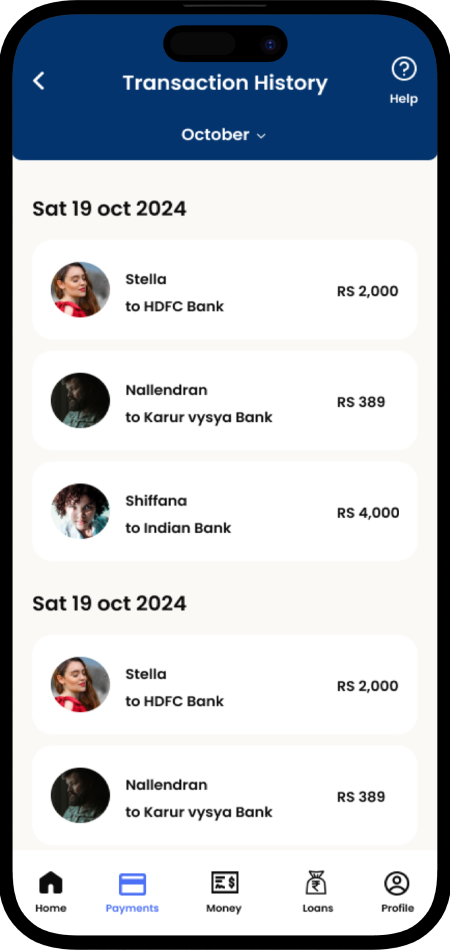 Transaction History
Help
October
Sat 19 oct 2024
Stella
to HDFC Bank
RS 2,000
Nallendran
to Karur vysya Bank
RS 389
Shiffana
to Indian Bank
RS 4,000
Sat 19 oct 2024
Stella
to HDFC Bank
RS 2,000
Nallendran
to Karur vysya Bank
RS 389
Home
Payments
Money
Loans
Profile